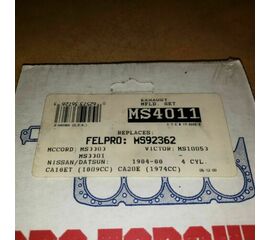 EXHAUST
MFLD. SET
MS4011
REPLACES:
FELPRO: MS92362
MCCORD: MS3303 VICTOR: MS10053
MS3301 -
NISSAN/DATSUN: 1984-88 4 CYL.
CA18ET (1809CC) CA20E (1974CC)